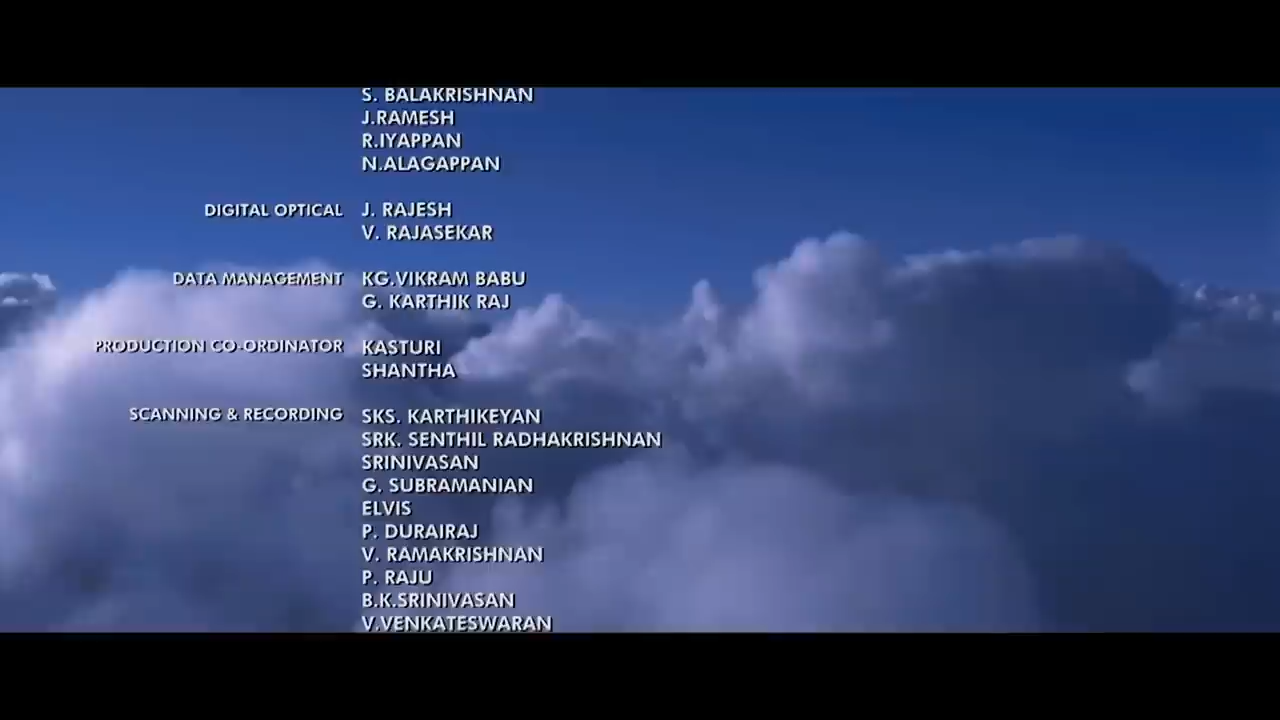 S. BALAKRISHNAN
J.RAMESH
R.IYAPPAN
N.ALAGAPPAN
DIGITAL OPTICAL J. RAJESH
V. RAJASEKAR
DATA MANAGEMENT KG.VIKRAM BABU
G. KARTHIK RAJ
PRODUCTION CO-ORDINATOR KASTURI
SHANTHA
SCANNING & RECORDING SKS. KARTHIKEYAN
SRK. SENTHIL RADHAKRISHNAN
SRINIVASAN
G. SUBRAMANIAN
ELVIS
P. DURAIRAJ
V. RAMAKRISHNAN
P. RAJU
B.K.SRINIVASAN
V.VENKATESWARAN